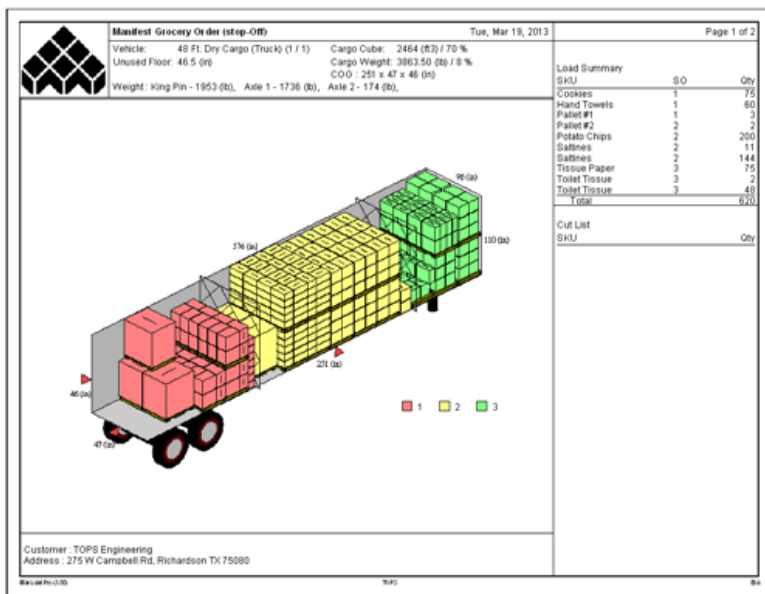 Manifest Grocery Order (stop-Off)
Tue, Mar 19, 2013
Page 1 of 2
Vehicle: 48 Ft. Dry Cargo (Truck) (1 / 1)
Cargo Cube: 2464 (ft3) / 70 %
Unused Floor: 46.5 (in)
Cargo Weight: 3863.50 (lb) / 8 %
COG : 251 x 47 x 46 (in)
Weight : King Pin - 1953 (lb), Axle 1 - 1736 (lb), Axle 2 - 174 (lb),
Load Summary
SKU SO Qty
Cookies 1 75
Hand Towels 1 60
Pallet #1 1 3
Pallet #2 2 2
Potato Chips 2 200
Saltines 2 11
Saltines 2 144
Tissue Paper 3 75
Toilet Tissue 3 2
Toilet Tissue 3 48
Total 620
Cut List
SKU Qty
96 (in)
110 (in)
576 (in)
251 (in)
46 (in)
47 (in)
1 2 3
Customer : TOPS Engineering
Address : 275 W Campbell Rd, Richardson TX 75080
TOPS